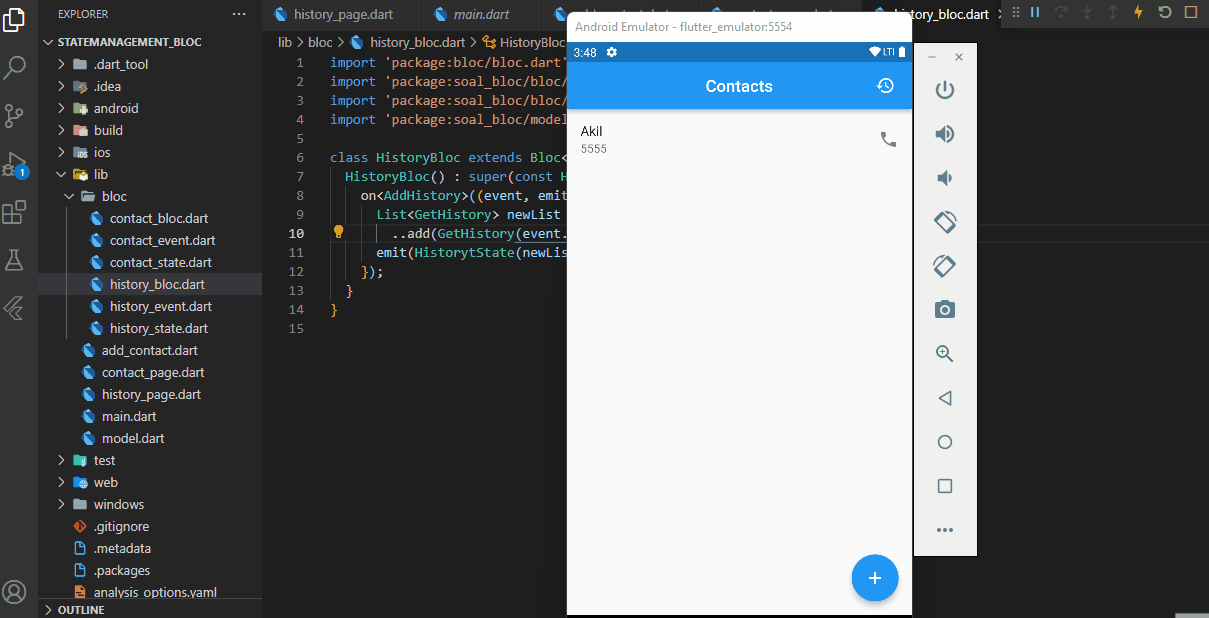 EXPLORER
STATEMANAGEMENT_BLOC
.dart_tool
.idea
android
build
ios
lib
bloc
contact_bloc.dart
contact_event.dart
contact_state.dart
history_bloc.dart
history_event.dart
history_state.dart
add_contact.dart
contact_page.dart
history_page.dart
main.dart
model.dart
test
web
windows
.gitignore
.metadata
.packages
analysis_options.yaml
OUTLINE
1
history_page.dart
main.dart
history_bloc.dart
lib > bloc > history_bloc.dart > HistoryBloc
1 import 'package:bloc/bloc.dart'
2 import 'package:soal_bloc/bloc/
3 import 'package:soal_bloc/bloc/
4 import 'package:soal_bloc/model
5
6 class HistoryBloc extends Bloc<
7 HistoryBloc() : super(const H
8 on<AddHistory>((event, emit
9 List<GetHistory> newList
10 ..add(GetHistory(event.
11 emit(HistorytState(newLis
12 });
13 }
14 }
15
Android Emulator - flutter_emulator:5554
3:48
LTE
Contacts
Akil
5555
+